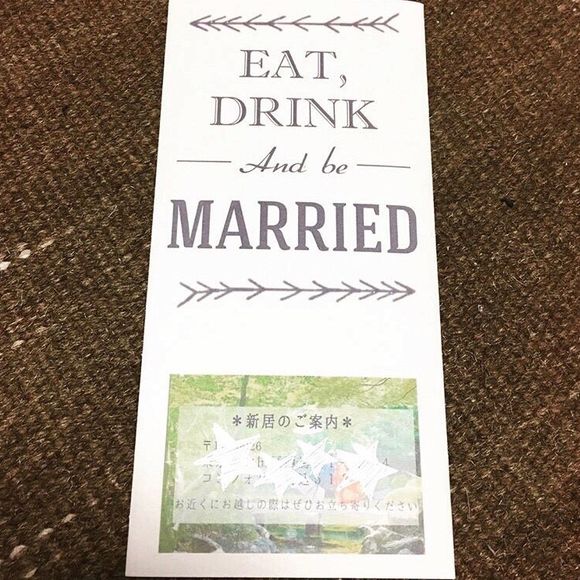 EAT,
DRINK
And be
MARRIED
＊新居のご案内＊
〒1
お近くにお越しの際はぜひお立ち寄りください